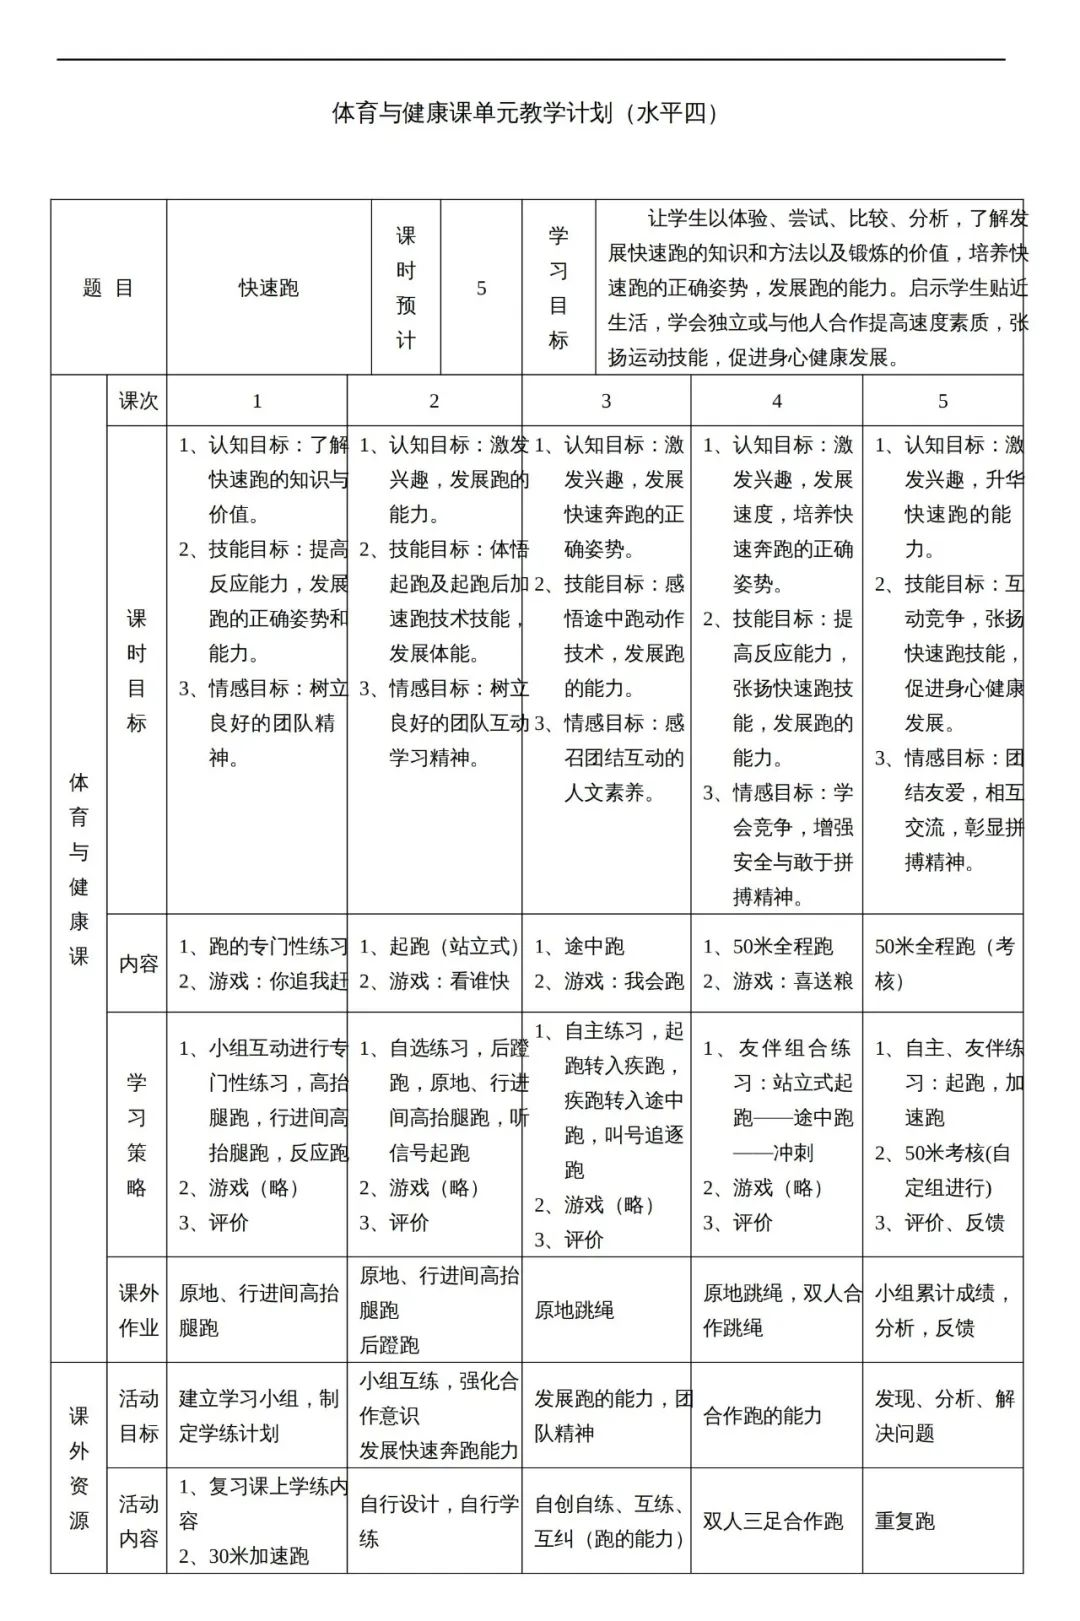 体育与健康课单元教学计划（水平四）
题 目
快速跑
课
时
预
计
5
学
习
目
标
让学生以体验、尝试、比较、分析，了解发
展快速跑的知识和方法以及锻炼的价值，培养快
速跑的正确姿势，发展跑的能力。启示学生贴近
生活，学会独立或与他人合作提高速度素质，张
扬运动技能，促进身心健康发展。
体
育
与
健
康
课
课次
1
2
3
4
5
课
时
目
标
1、认知目标：了解
快速跑的知识与
价值。
2、技能目标：提高
反应能力，发展
跑的正确姿势和
能力。
3、情感目标：树立
良好的团队精
神。
1、认知目标：激发
兴趣，发展跑的
能力。
2、技能目标：体悟
起跑及起跑后加
速跑技术技能，
发展体能。
3、情感目标：树立
良好的团队互动
学习精神。
1、认知目标：激
发兴趣，发展
快速奔跑的正
确姿势。
2、技能目标：感
悟途中跑动作
技术，发展跑
的能力。
3、情感目标：感
召团结互动的
人文素养。
1、认知目标：激
发兴趣，发展
速度，培养快
速奔跑的正确
姿势。
2、技能目标：提
高反应能力，
张扬快速跑技
能，发展跑的
能力。
3、情感目标：学
会竞争，增强
安全与敢于拼
搏精神。
1、认知目标：激
发兴趣，升华
快速跑的能
力。
2、技能目标：互
动竞争，张扬
快速跑技能，
促进身心健康
发展。
3、情感目标：团
结友爱，相互
交流，彰显拼
搏精神。
内容
1、跑的专门性练习
2、游戏：你追我赶
1、起跑（站立式）
2、游戏：看谁快
1、途中跑
2、游戏：我会跑
1、50米全程跑
2、游戏：喜送粮
50米全程跑（考
核）
学
习
策
略
1、小组互动进行专
门性练习，高抬
腿跑，行进间高
抬腿跑，反应跑
2、游戏（略）
3、评价
1、自选练习，后蹬
跑，原地、行进
间高抬腿跑，听
信号起跑
2、游戏（略）
3、评价
1、自主练习，起
跑转入疾跑，
疾跑转入途中
跑，叫号追逐
跑
2、游戏（略）
3、评价
1、友伴组合练
习：站立式起
跑——途中跑
——冲刺
2、游戏（略）
3、评价
1、自主、友伴练
习：起跑，加
速跑
2、50米考核(自
定组进行)
3、评价、反馈
课外
作业
原地、行进间高抬
腿跑
原地、行进间高抬
腿跑
后蹬跑
原地跳绳
原地跳绳，双人合
作跳绳
小组累计成绩，
分析，反馈
课
外
资
源
活动
目标
建立学习小组，制
定学练计划
小组互练，强化合
作意识
发展快速奔跑能力
发展跑的能力，团
队精神
合作跑的能力
发现、分析、解
决问题
活动
内容
1、复习课上学练内
容
2、30米加速跑
自行设计，自行学
练
自创自练、互练、
互纠（跑的能力）
双人三足合作跑
重复跑